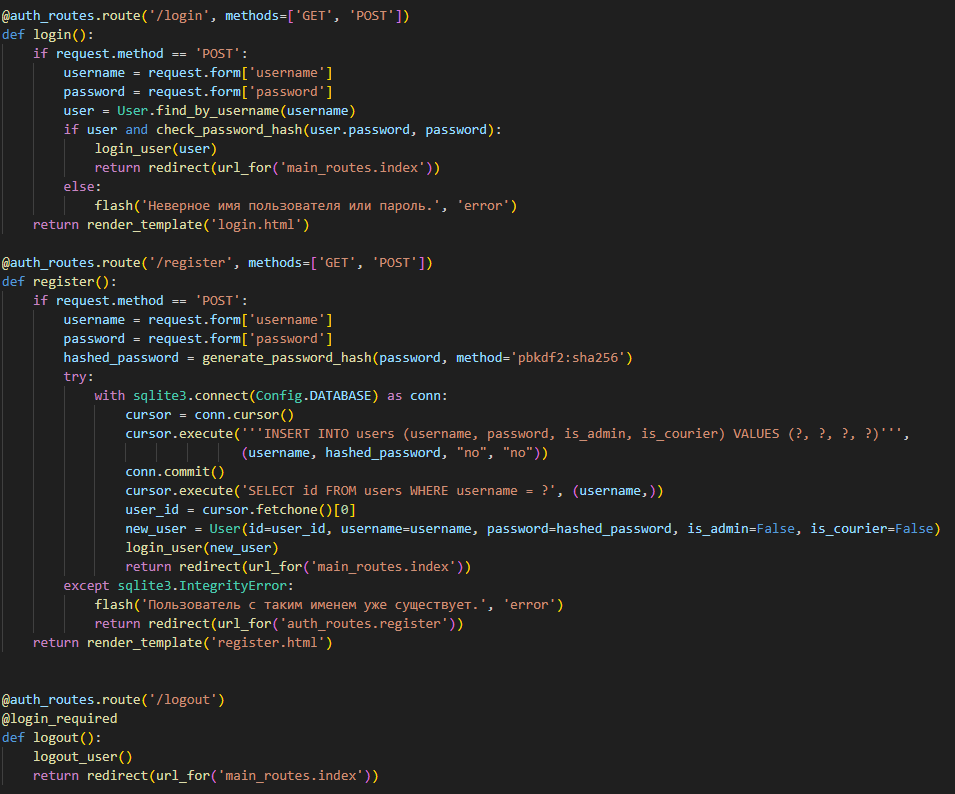 @auth_routes.route('/login', methods=['GET', 'POST'])
def login():
    if request.method == 'POST':
        username = request.form['username']
        password = request.form['password']
        user = User.find_by_username(username)
        if user and check_password_hash(user.password, password):
            login_user(user)
            return redirect(url_for('main_routes.index'))
        else:
            flash('Неверное имя пользователя или пароль.', 'error')
    return render_template('login.html')

@auth_routes.route('/register', methods=['GET', 'POST'])
def register():
    if request.method == 'POST':
        username = request.form['username']
        password = request.form['password']
        hashed_password = generate_password_hash(password, method='pbkdf2:sha256')
        try:
            with sqlite3.connect(Config.DATABASE) as conn:
                cursor = conn.cursor()
                cursor.execute('''INSERT INTO users (username, password, is_admin, is_courier) VALUES (?, ?, ?, ?)''',
                               (username, hashed_password, "no", "no"))
                conn.commit()
                cursor.execute('SELECT id FROM users WHERE username = ?', (username,))
                user_id = cursor.fetchone()[0]
                new_user = User(id=user_id, username=username, password=hashed_password, is_admin=False, is_courier=False)
                login_user(new_user)
                return redirect(url_for('main_routes.index'))
        except sqlite3.IntegrityError:
            flash('Пользователь с таким именем уже существует.', 'error')
            return redirect(url_for('auth_routes.register'))
    return render_template('register.html')


@auth_routes.route('/logout')
@login_required
def logout():
    logout_user()
    return redirect(url_for('main_routes.index'))